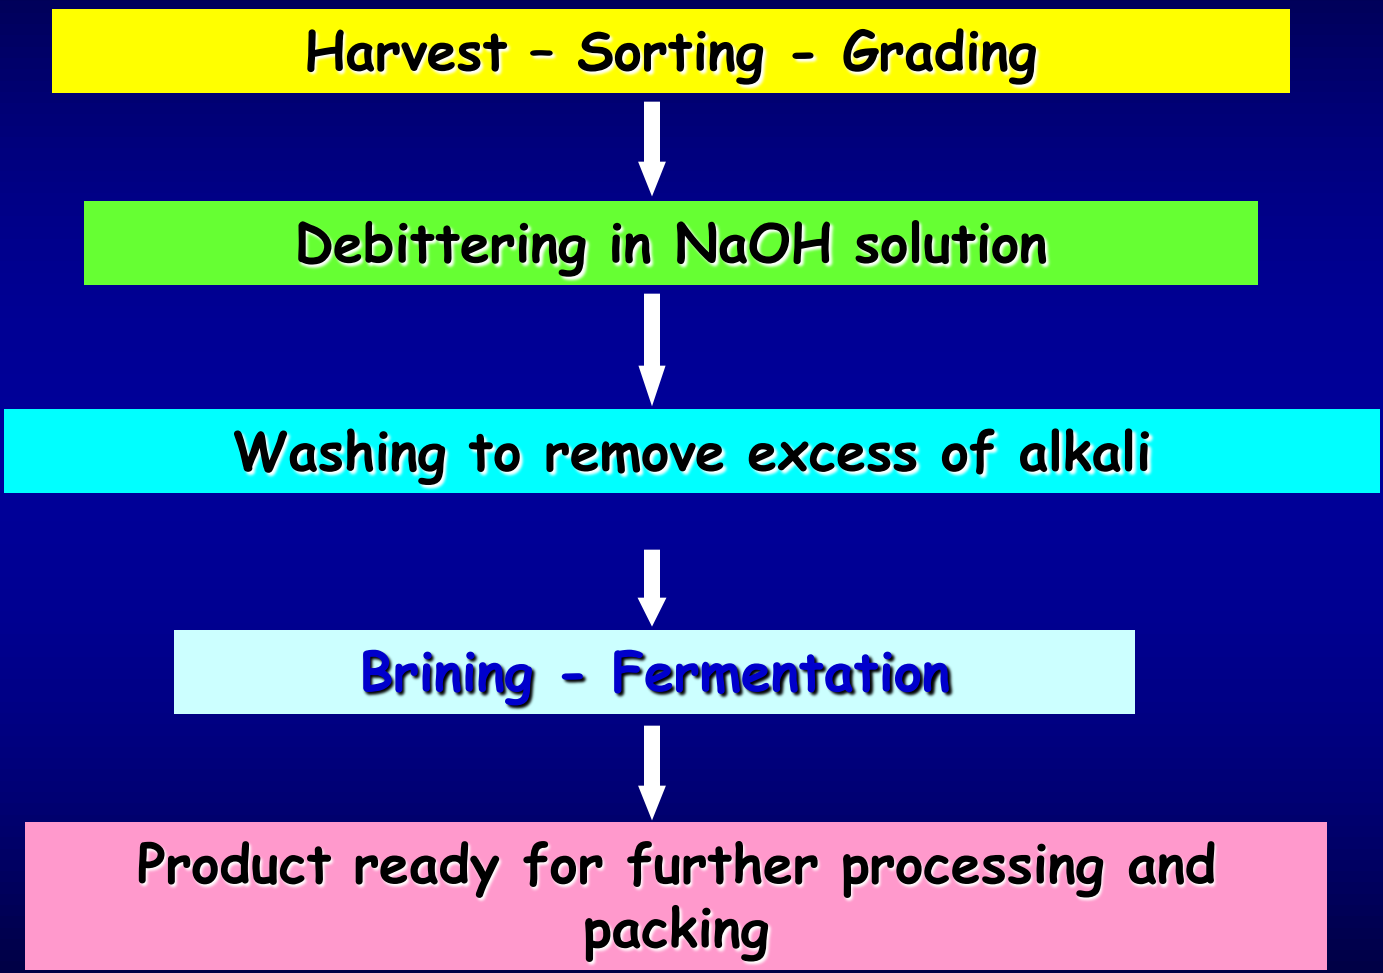 Harvest – Sorting - Grading
Debittering in NaOH solution
Washing to remove excess of alkali
Brining - Fermentation
Product ready for further processing and
packing